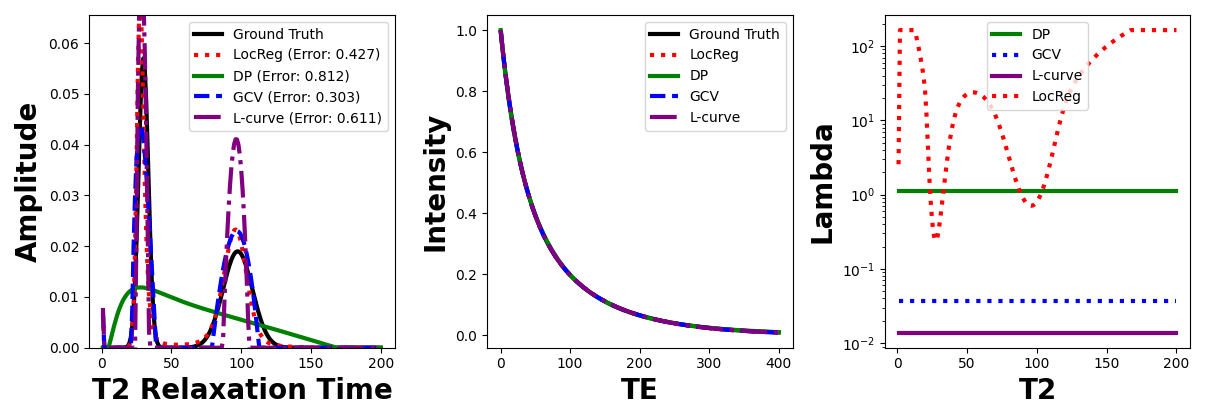 Amplitude
0.06
0.05
0.04
0.03
0.02
0.01
0.00
0 50 100 150 200
T2 Relaxation Time
Ground Truth
LocReg (Error: 0.427)
DP (Error: 0.812)
GCV (Error: 0.303)
L-curve (Error: 0.611)
Intensity
1.0
0.8
0.6
0.4
0.2
0.0
0 100 200 300 400
TE
Ground Truth
LocReg
DP
GCV
L-curve
Lambda
10²
10¹
10⁰
10⁻¹
10⁻²
0 50 100 150 200
T2
DP
GCV
L-curve
LocReg